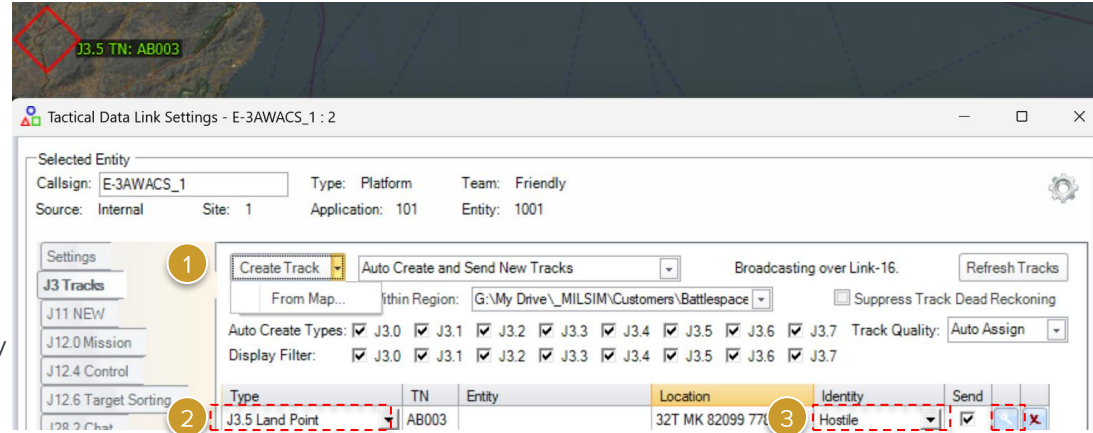 J3.5 TN: AB003
Tactical Data Link Settings - E-3AWACS_1 : 2
Selected Entity
Callsign: E-3AWACS_1 Type: Platform Team: Friendly
Source: Internal Site: 1 Application: 101 Entity: 1001
Settings
1 Create Track Auto Create and Send New Tracks Broadcasting over Link-16. Refresh Tracks
J3 Tracks
From Map... Region: G:\My Drive\_MILSIM\Customers\Battlespace Suppress Track Dead Reckoning
J11 NEW
Auto Create Types: J3.0 J3.1 J3.2 J3.3 J3.4 J3.5 J3.6 J3.7 Track Quality: Auto Assign
J12.0 Mission
Display Filter: J3.0 J3.1 J3.2 J3.3 J3.4 J3.5 J3.6 J3.7
J12.4 Control
J12.6 Target Sorting Type TN Entity Location Identity Send
J28.2 Chat 2 J3.5 Land Point AB003 32T MK 82099 3 Hostile